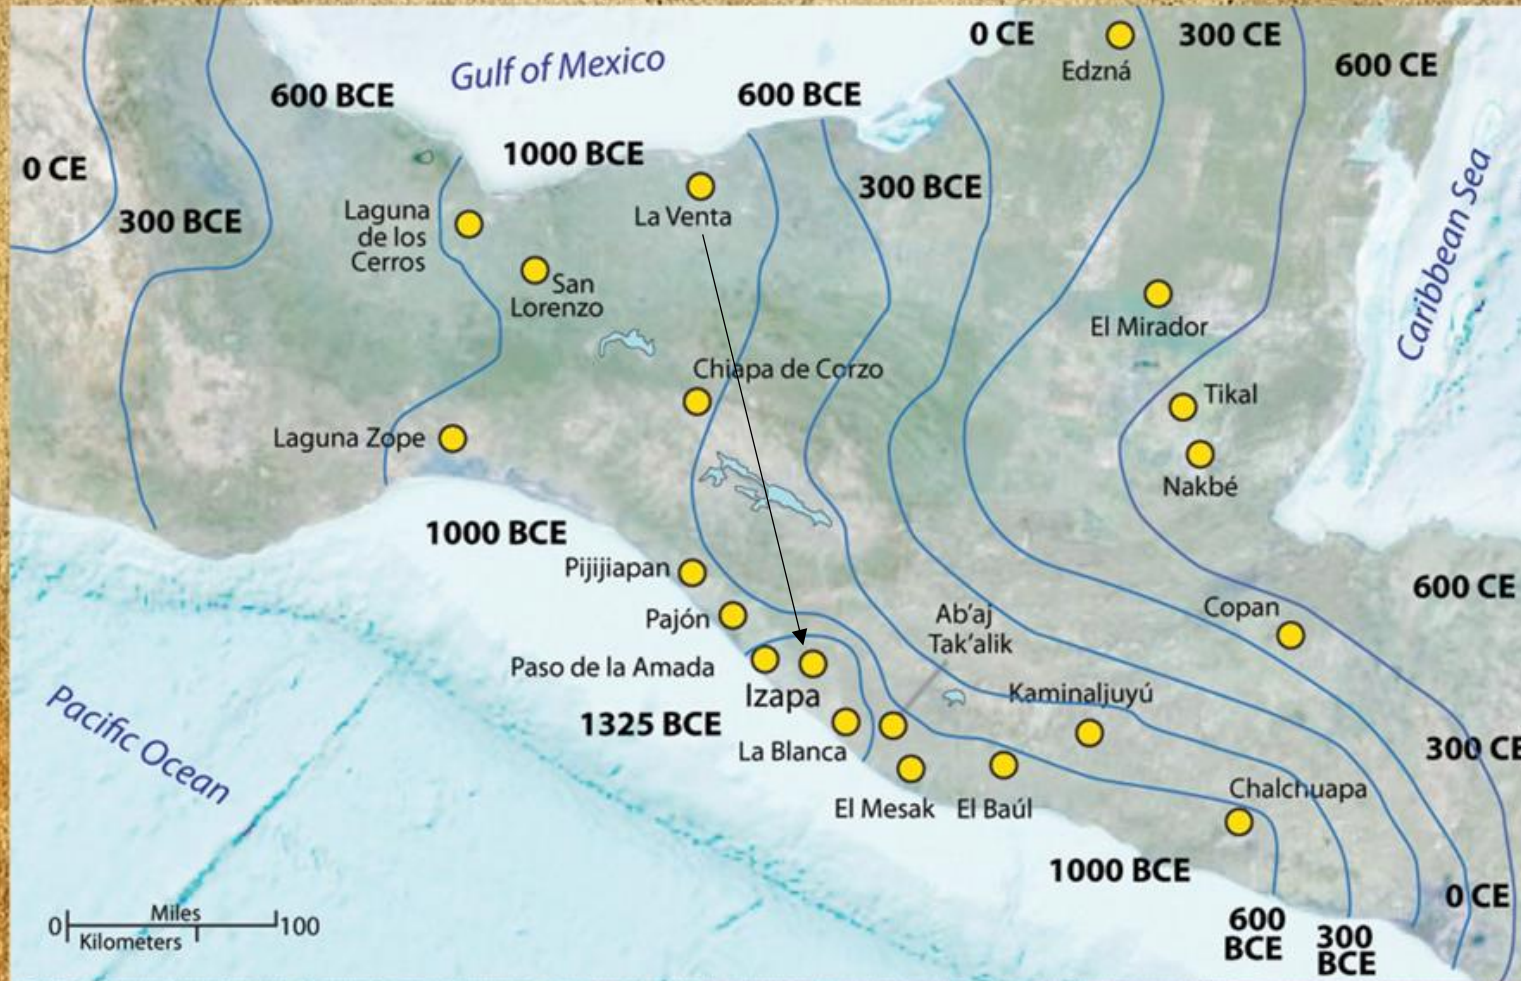 0 CE
300 CE
Edzná
600 CE
Gulf of Mexico
600 BCE
600 BCE
1000 BCE
0 CE
300 BCE
300 BCE
Laguna
de los
Cerros
La Venta
San
Lorenzo
Caribbean Sea
El Mirador
Chiapa de Corzo
Tikal
Laguna Zope
Nakbé
1000 BCE
Pijijiapan
600 CE
Pajón
Ab'aj
Tak'alik
Copan
Paso de la Amada
Izapa
Kaminaljuyú
1325 BCE
La Blanca
300 CE
Pacific Ocean
El Mesak
El Baúl
Chalchuapa
1000 BCE
0 CE
600
BCE
300
BCE
Miles
0 100
Kilometers